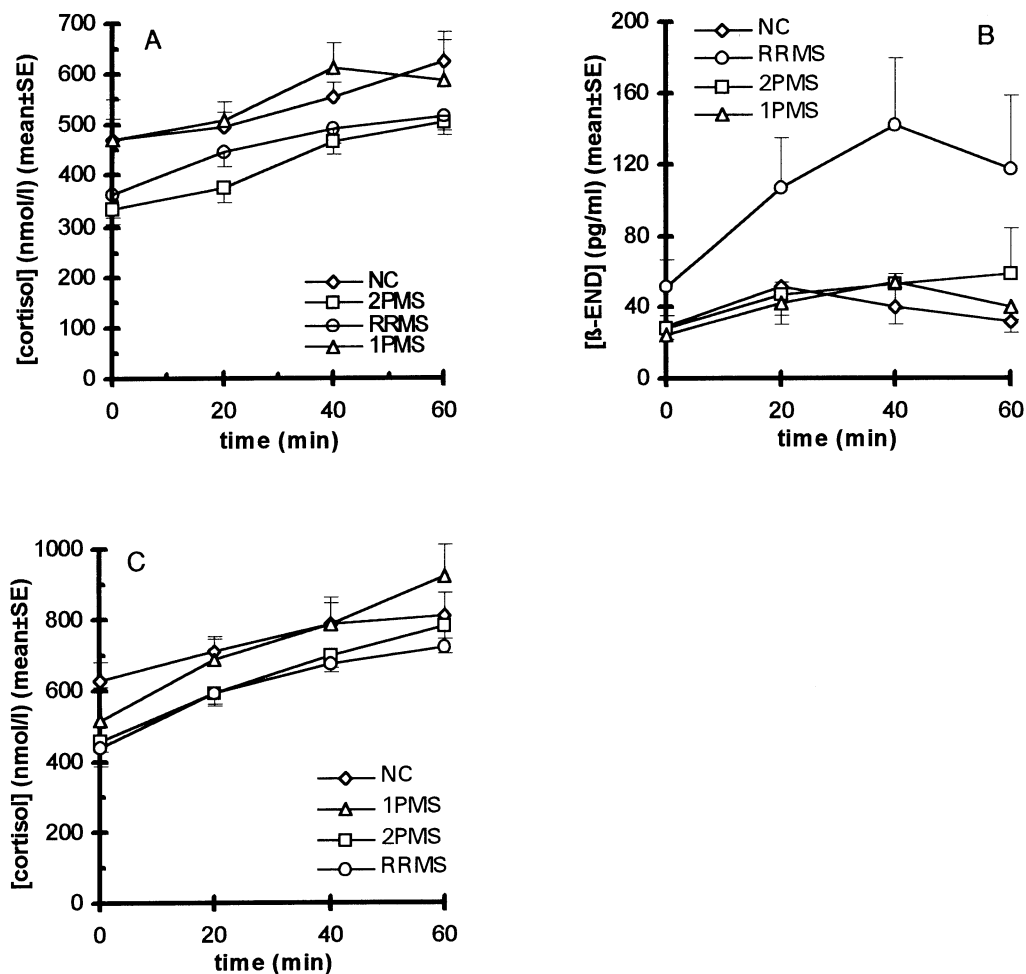 A
[cortisol] (nmol/l) (mean±SE)
700
600
500
400
300
200
100
0
NC
2PMS
RRMS
1PMS
0 20 40 60
time (min)
B
[ß-END] (pg/ml) (mean±SE)
200
160
120
80
40
0
NC
RRMS
2PMS
1PMS
0 20 40 60
time (min)
C
[cortisol] (nmol/l) (mean±SE)
1000
800
600
400
200
0
NC
1PMS
2PMS
RRMS
0 20 40 60
time (min)